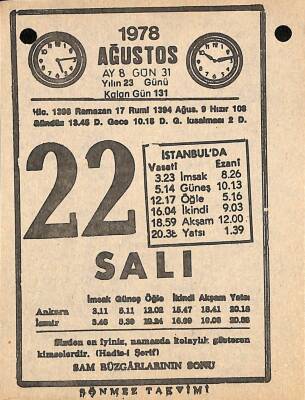 1978
AĞUSTOS
AY 8 GÜN 31
Yılın 23 Günü
Kalan Gün 131
Hic. 1398 Ramazan 17 Rumi 1394 Ağus. 9 Hızır 108
Gündüz 13.45 D. Gece 10.15 D. G. kısalması 2 D.
22
İSTANBUL'DA
Vasati Ezani
3.23 İmsak 8.26
5.14 Güneş 10.13
12.17 Öğle 5.16
16.04 İkindi 9.03
18.59 Akşam 12.00
20.38 Yatsı 1.39
SALI
İmsak Güneş Öğle İkindi Akşam Yatsı
Ankara 3,11 5,11 12,02 15,47 18,41 20,18
İzmir
Sizden en iyiniz, namazda kolaylık gösteren
kimselerdir. (Hadis-i Şerif)
SAM RÜZGÂRLARININ SONU
SÖNMEZ TAKVİMİ